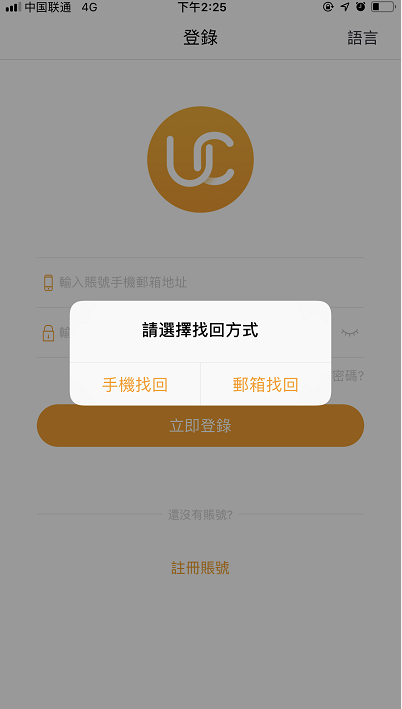 中国联通 4G 下午2:25
登錄 語言
UC
輸入賬號手機郵箱地址
輸
請選擇找回方式
密碼?
手機找回 郵箱找回
立即登錄
還沒有賬號?
註冊賬號